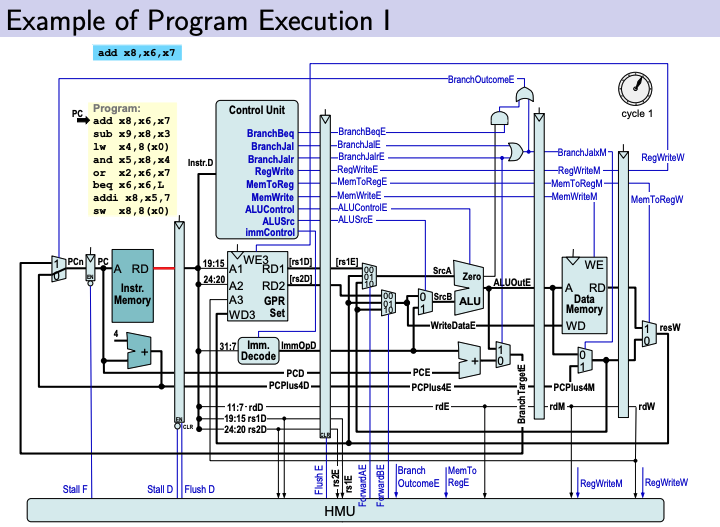 Example of Program Execution I
add x8,x6,x7
BranchOutcomeE
cycle 1
PC
Program:
add x8,x6,x7
sub x9,x8,x3
lw x4,8(x0)
and x5,x8,x4
or x2,x6,x7
beq x6,x6,L
addi x8,x5,7
sw x8,8(x0)
Control Unit
BranchBeq
BranchJal
BranchJalr
RegWrite
MemToReg
MemWrite
ALUControl
ALUSrc
immControl
BranchBeqE
BranchJalE
BranchJalrE
RegWriteE
MemToRegE
MemWriteE
ALUControlE
ALUSrcE
BranchJalxM
RegWriteM
MemToRegM
MemWriteM
RegWriteW
MemToRegW
Instr.D
PCn
1
0
PC
EN
A RD
Instr.
Memory
19:15
24:20
WE3
A1 RD1
A2 RD2
A3 GPR
Set
WD3
[rs1D]
[rs2D]
[rs1E]
00
01
10
00
01
10
SrcA
SrcB
0
1
Zero
ALU
ALUOutE
WE
A RD
Data
Memory
WD
WriteDataE
resW
1
0
4
+
31:7
Imm.
Decode
ImmOpD
+
1
0
0
1
PCD
PCE
PCPlus4D
PCPlus4E
PCPlus4M
BranchTargetE
11:7 rdD
19:15 rs1D
24:20 rs2D
rdE
rdM
rdW
EN
CLR
CLR
Stall F
Stall D
Flush D
Flush E
rs2E
rs1E
ForwardAE
ForwardBE
Branch
OutcomeE
MemTo
RegE
RegWriteM
RegWriteW
HMU